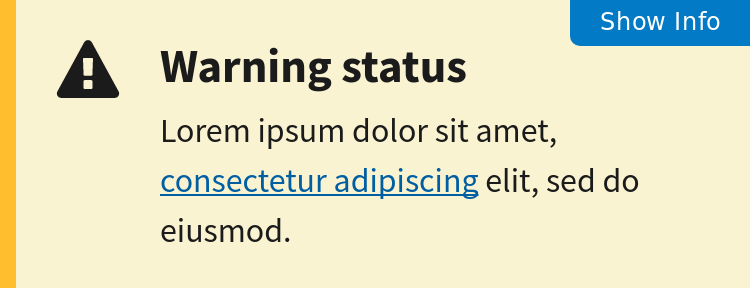 Show Info
Warning status
Lorem ipsum dolor sit amet,
consectetur adipiscing elit, sed do
eiusmod.